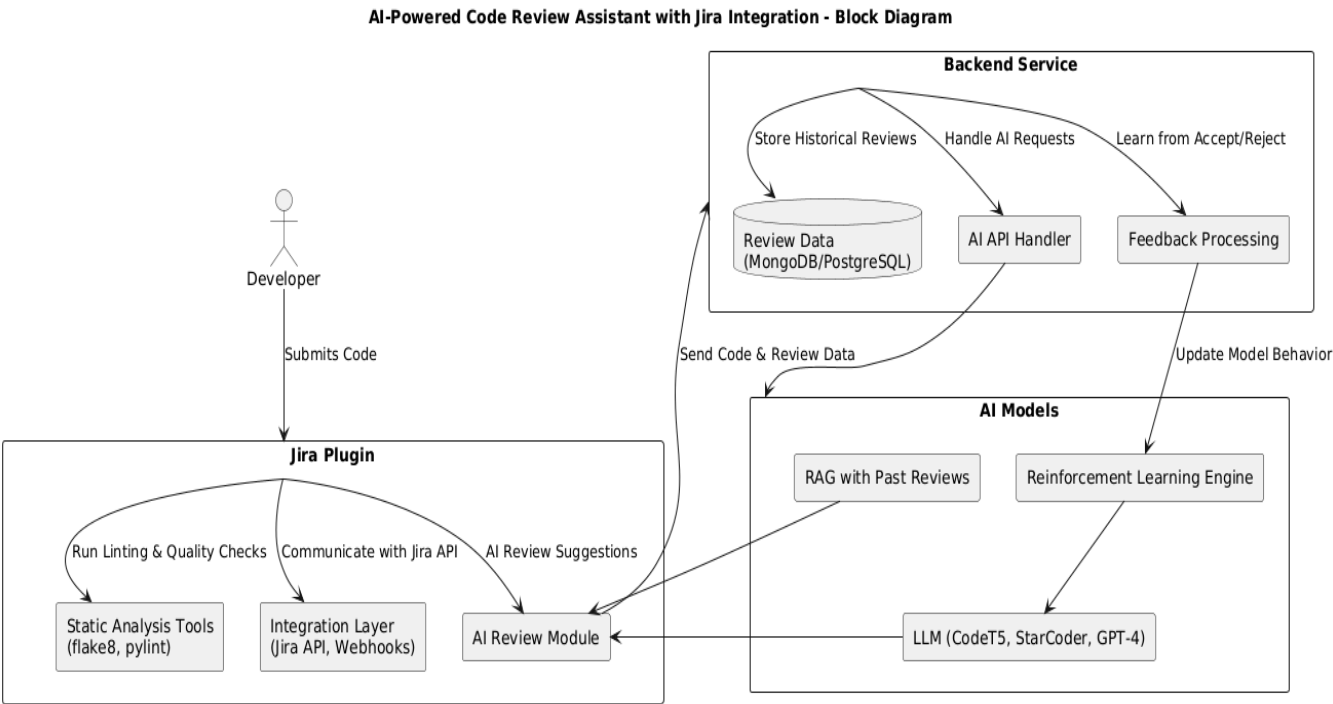 AI-Powered Code Review Assistant with Jira Integration - Block Diagram
Backend Service
Store Historical Reviews
Handle AI Requests
Learn from Accept/Reject
Review Data
(MongoDB/PostgreSQL)
AI API Handler
Feedback Processing
Developer
Submits Code
Send Code & Review Data
Update Model Behavior
AI Models
RAG with Past Reviews
Reinforcement Learning Engine
LLM (CodeT5, StarCoder, GPT-4)
Jira Plugin
Run Linting & Quality Checks
Communicate with Jira API
AI Review Suggestions
Static Analysis Tools
(flake8, pylint)
Integration Layer
(Jira API, Webhooks)
AI Review Module